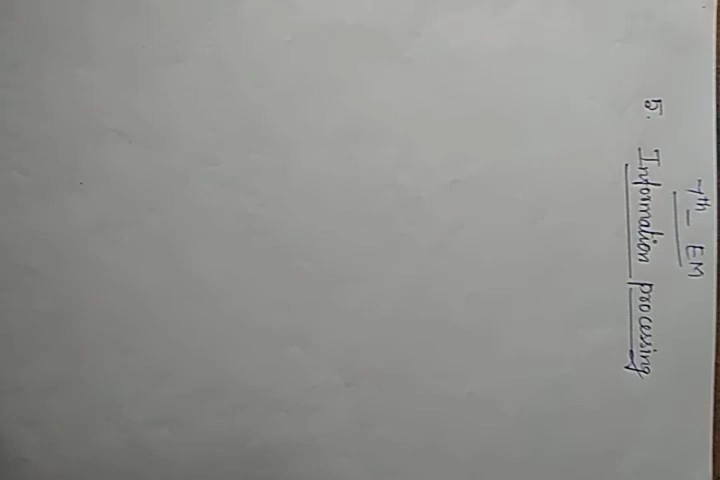 7th - EM
5. Information processing